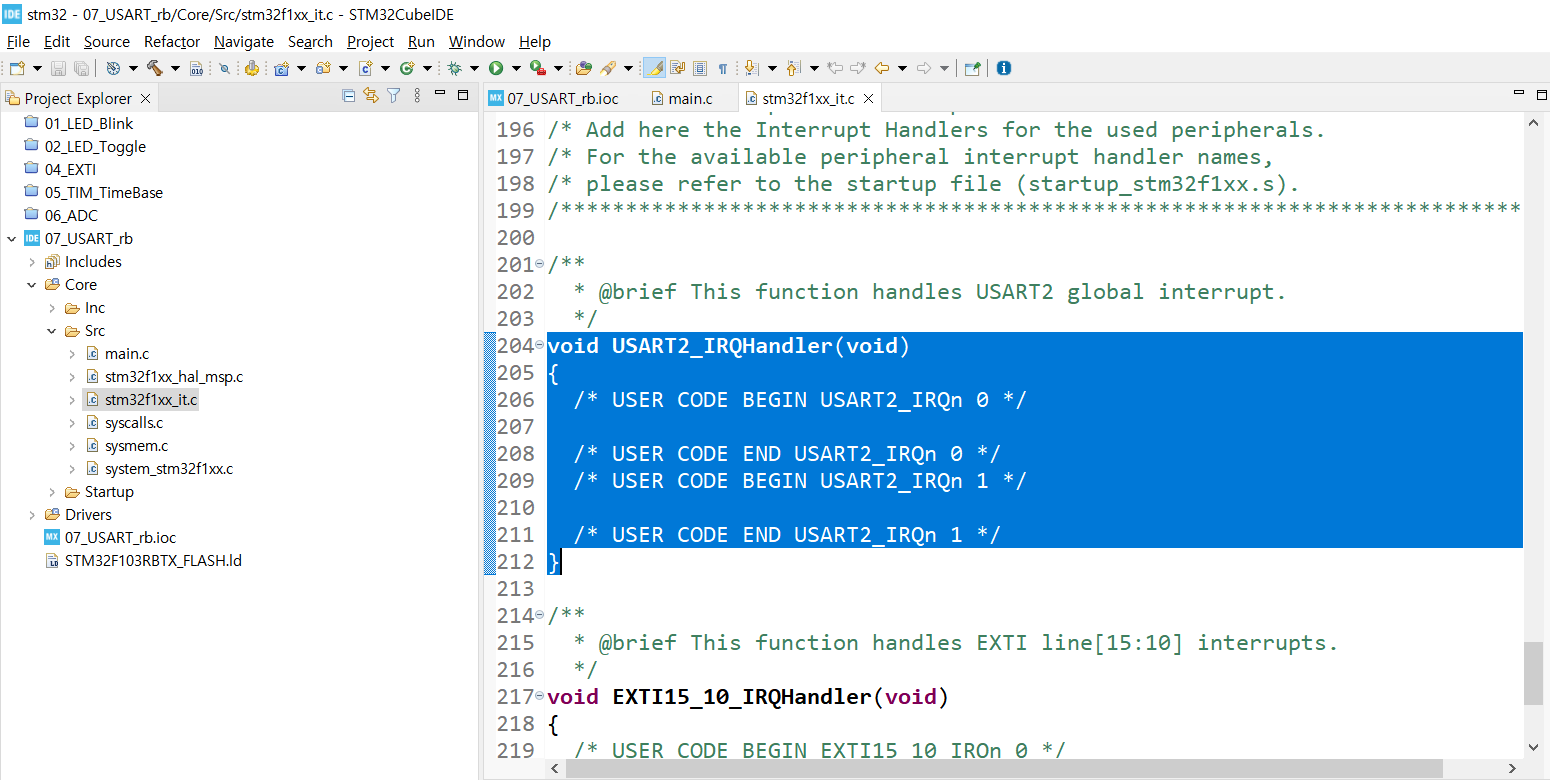 IDE stm32 - 07_USART_rb/Core/Src/stm32f1xx_it.c - STM32CubeIDE
File Edit Source Refactor Navigate Search Project Run Window Help
Project Explorer
01_LED_Blink
02_LED_Toggle
04_EXTI
05_TIM_TimeBase
06_ADC
IDE 07_USART_rb
Includes
Core
Inc
Src
main.c
stm32f1xx_hal_msp.c
stm32f1xx_it.c
syscalls.c
sysmem.c
system_stm32f1xx.c
Startup
Drivers
MX 07_USART_rb.ioc
STM32F103RBTX_FLASH.ld
MX 07_USART_rb.ioc main.c stm32f1xx_it.c
196 /* Add here the Interrupt Handlers for the used peripherals.
197 /* For the available peripheral interrupt handler names,
198 /* please refer to the startup file (startup_stm32f1xx.s).
199 /**************************************************************************
200
201 /**
202   * @brief This function handles USART2 global interrupt.
203   */
204 void USART2_IRQHandler(void)
205 {
206   /* USER CODE BEGIN USART2_IRQn 0 */
207
208   /* USER CODE END USART2_IRQn 0 */
209   /* USER CODE BEGIN USART2_IRQn 1 */
210
211   /* USER CODE END USART2_IRQn 1 */
212 }
213
214 /**
215   * @brief This function handles EXTI line[15:10] interrupts.
216   */
217 void EXTI15_10_IRQHandler(void)
218 {
219   /* USER CODE BEGIN EXTI15_10_IRQn 0 */